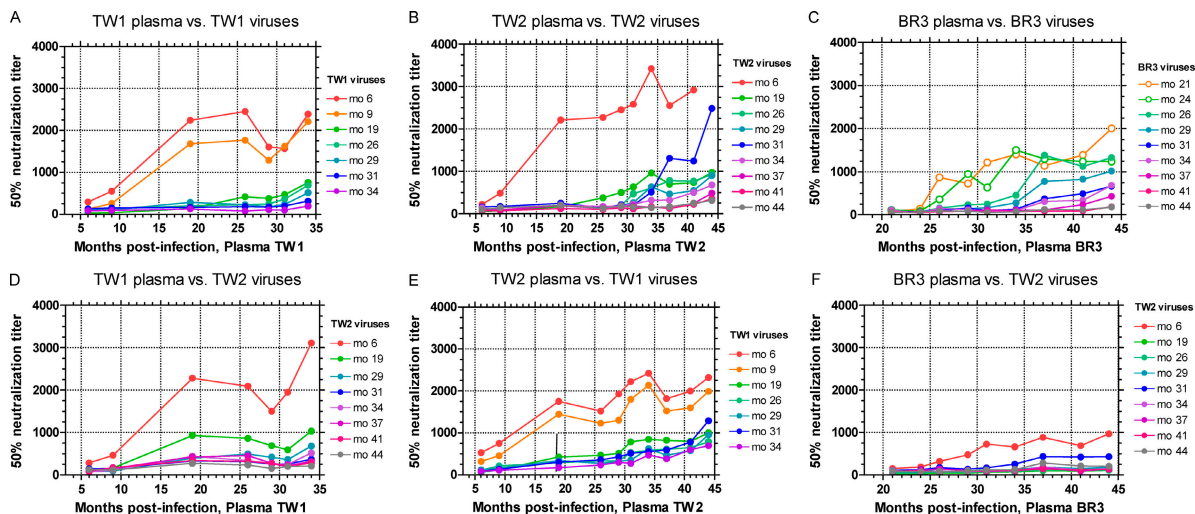 A
TW1 plasma vs. TW1 viruses
50% neutralization titer
4000
3000
2000
1000
0
5 10 15 20 25 30 35
Months post-infection, Plasma TW1
TW1 viruses
mo 6
mo 9
mo 19
mo 26
mo 29
mo 31
mo 34
B
TW2 plasma vs. TW2 viruses
50% neutralization titer
4000
3000
2000
1000
0
5 10 15 20 25 30 35 40 45
Months post-infection, Plasma TW2
TW2 viruses
mo 6
mo 19
mo 26
mo 29
mo 31
mo 34
mo 37
mo 41
mo 44
C
BR3 plasma vs. BR3 viruses
50% neutralization titer
4000
3000
2000
1000
0
20 25 30 35 40 45
Months post-infection, Plasma BR3
BR3 viruses
mo 21
mo 24
mo 26
mo 29
mo 31
mo 34
mo 37
mo 41
mo 44
D
TW1 plasma vs. TW2 viruses
50% neutralization titer
4000
3000
2000
1000
0
5 10 15 20 25 30 35
Months post-infection, Plasma TW1
TW2 viruses
mo 6
mo 19
mo 29
mo 31
mo 34
mo 37
mo 41
mo 44
E
TW2 plasma vs. TW1 viruses
50% neutralization titer
4000
3000
2000
1000
0
5 10 15 20 25 30 35 40 45
Months post-infection, Plasma TW2
TW1 viruses
mo 6
mo 9
mo 19
mo 26
mo 29
mo 31
mo 34
F
BR3 plasma vs. TW2 viruses
50% neutralization titer
4000
3000
2000
1000
0
20 25 30 35 40 45
Months post-infection, Plasma BR3
TW2 viruses
mo 6
mo 19
mo 26
mo 29
mo 31
mo 34
mo 37
mo 41
mo 44